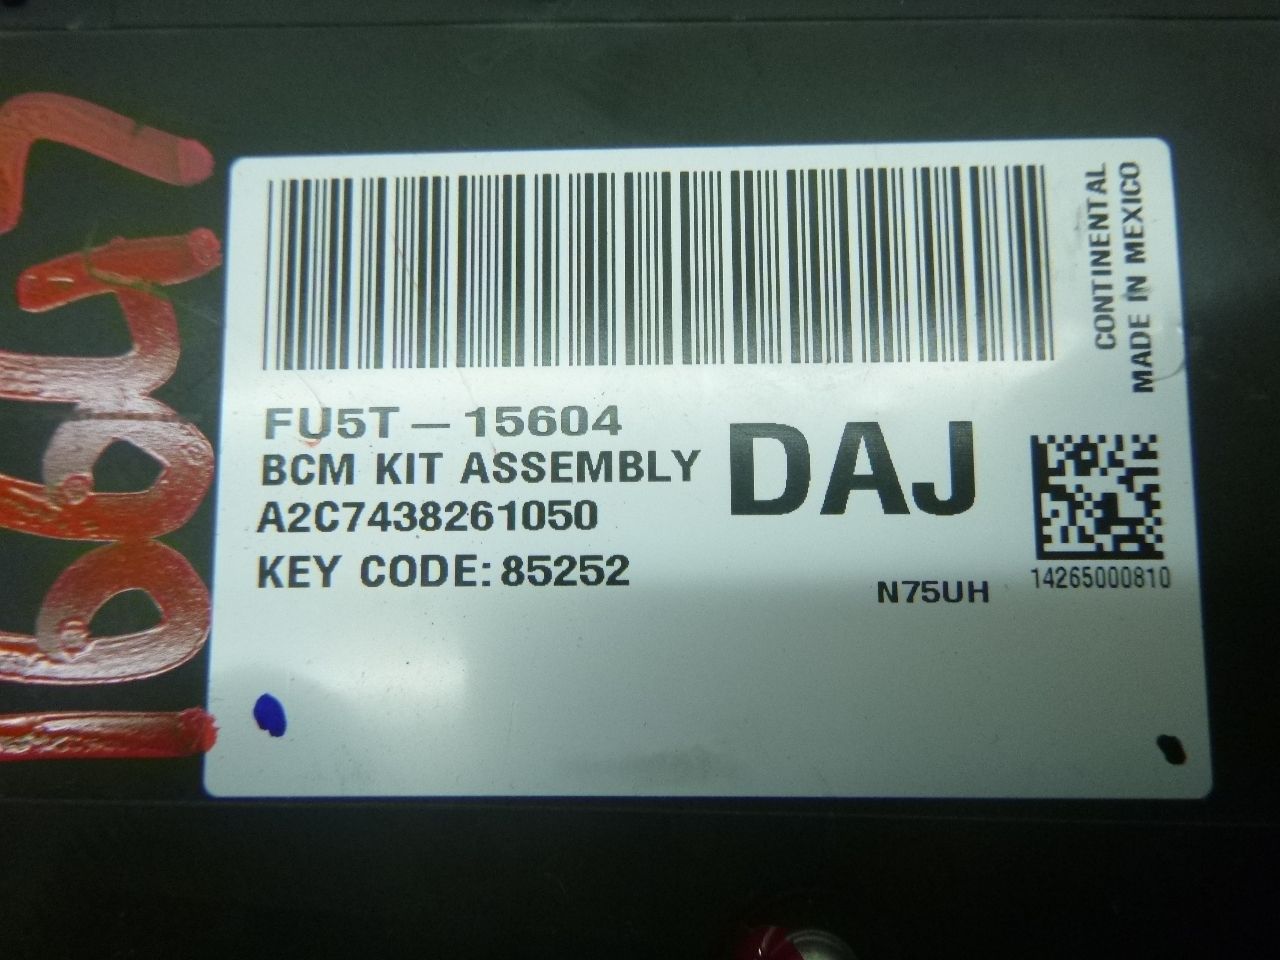 FU5T-15604
BCM KIT ASSEMBLY
A2C7438261050
KEY CODE: 85252
DAJ
N75UH
14265000810
CONTINENTAL
MADE IN MEXICO